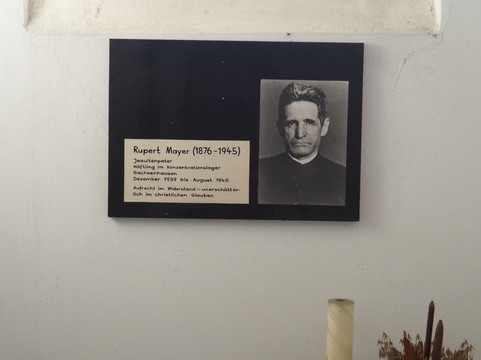 Rupert Mayer (1876-1945)
Jesuitenpater
Häftling im Konzentrationslager
Sachsenhausen
Dezember 1939 bis August 1940
Aufrecht im Widerstand - unerschütter-
lich im christlichen Glauben.